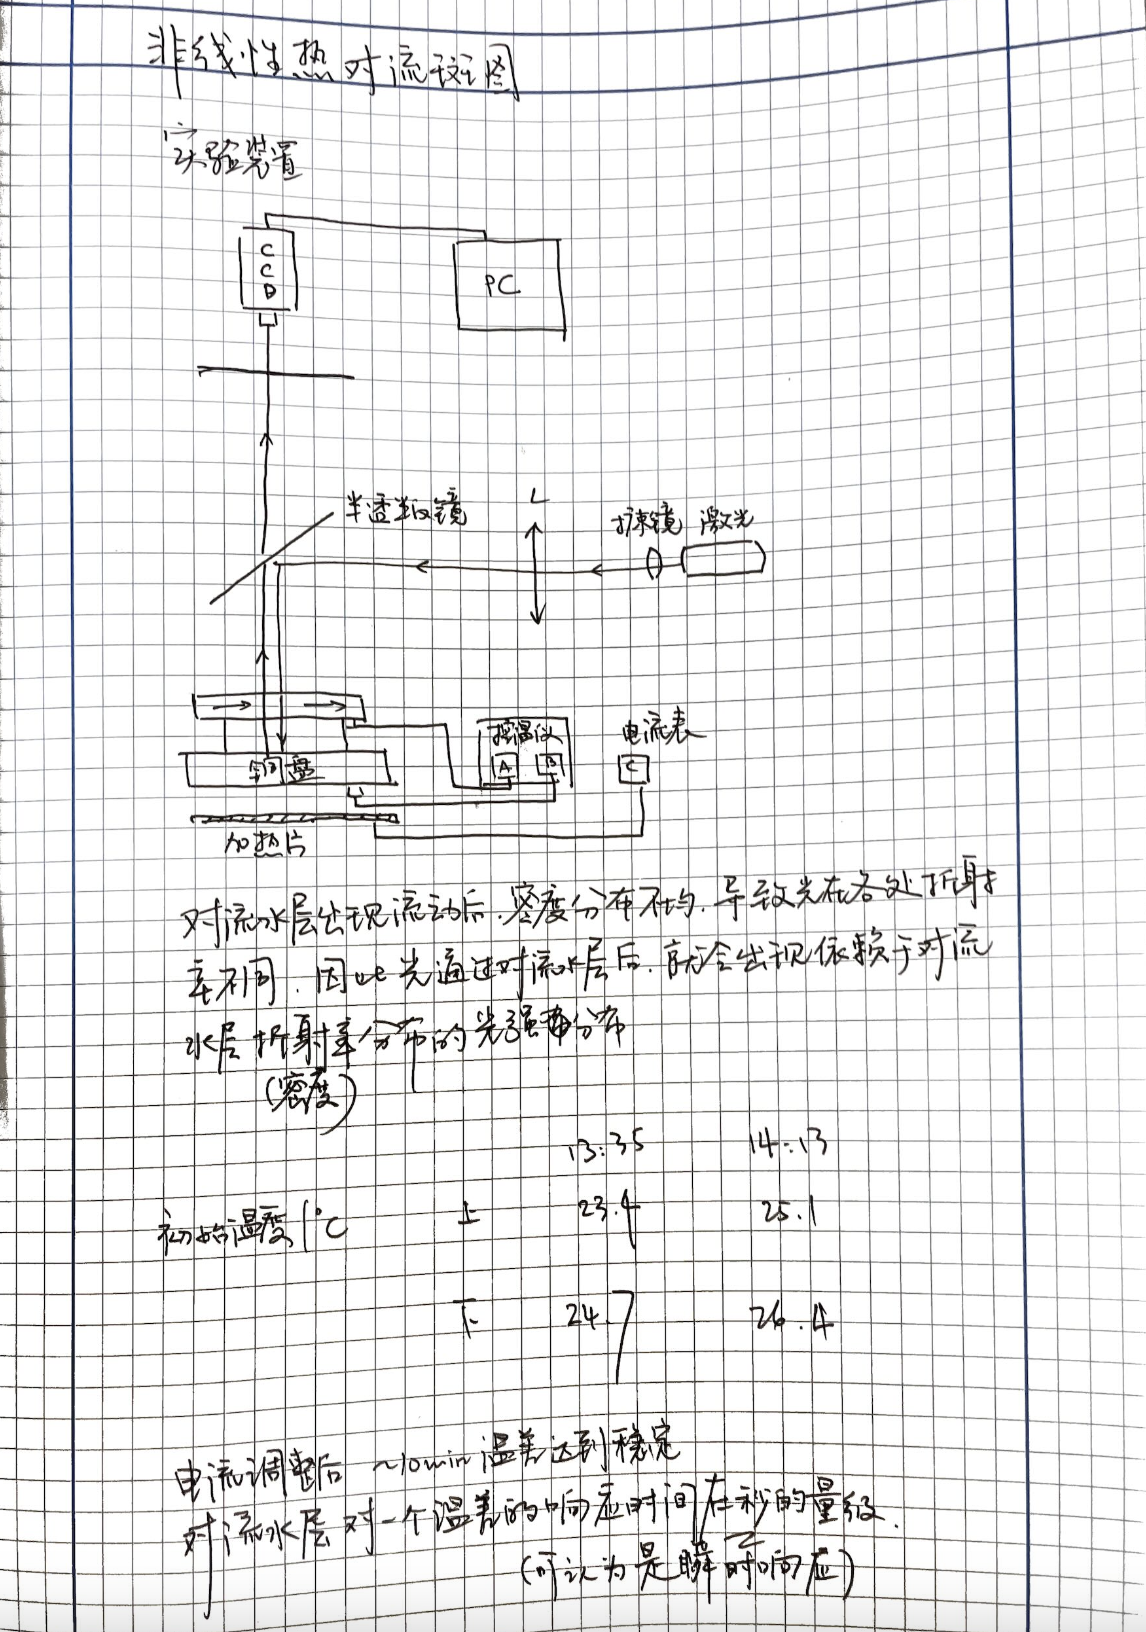 非线性热对流斑图
实验装置
CCD
PC
半透半反镜
L
扩束镜 激光
控温仪
电流表
铜盘
A
B
C
加热片
对流水层出现流动后,密度分布不均,导致光在各处折射
率不同,因此光通过对流水层后,就会出现依赖于对流
水层折射率分布的光强分布
(密度)
13:35 14:13
初始温度/°C 上 23.4 25.1
下 24.7 26.4
电流调整后 ~10min 温差达到稳定
对流水层对一个温差的响应时间在秒的量级.
(可认为是瞬时响应)